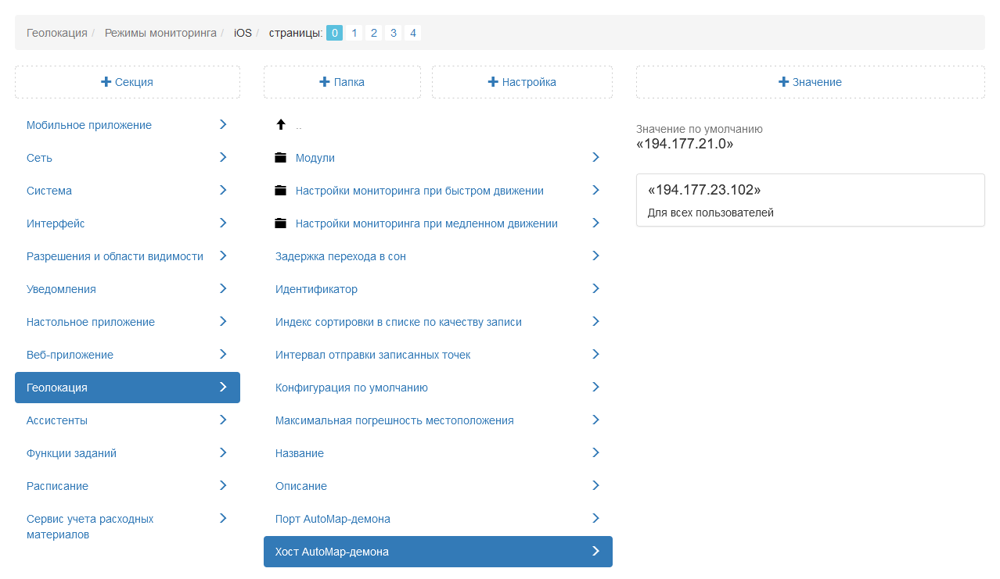 Геолокация / Режимы мониторинга / iOS / страницы: 0 1 2 3 4
Секция
Мобильное приложение
Сеть
Система
Интерфейс
Разрешения и области видимости
Уведомления
Настольное приложение
Веб-приложение
Геолокация
Ассистенты
Функции заданий
Расписание
Сервис учета расходных
материалов
Папка
Настройка
..
Модули
Настройки мониторинга при быстром движении
Настройки мониторинга при медленном движении
Задержка перехода в сон
Идентификатор
Индекс сортировки в списке по качеству записи
Интервал отправки записанных точек
Конфигурация по умолчанию
Максимальная погрешность местоположения
Название
Описание
Порт AutoMap-демона
Хост AutoMap-демона
Значение
Значение по умолчанию
«194.177.21.0»
«194.177.23.102»
Для всех пользователей